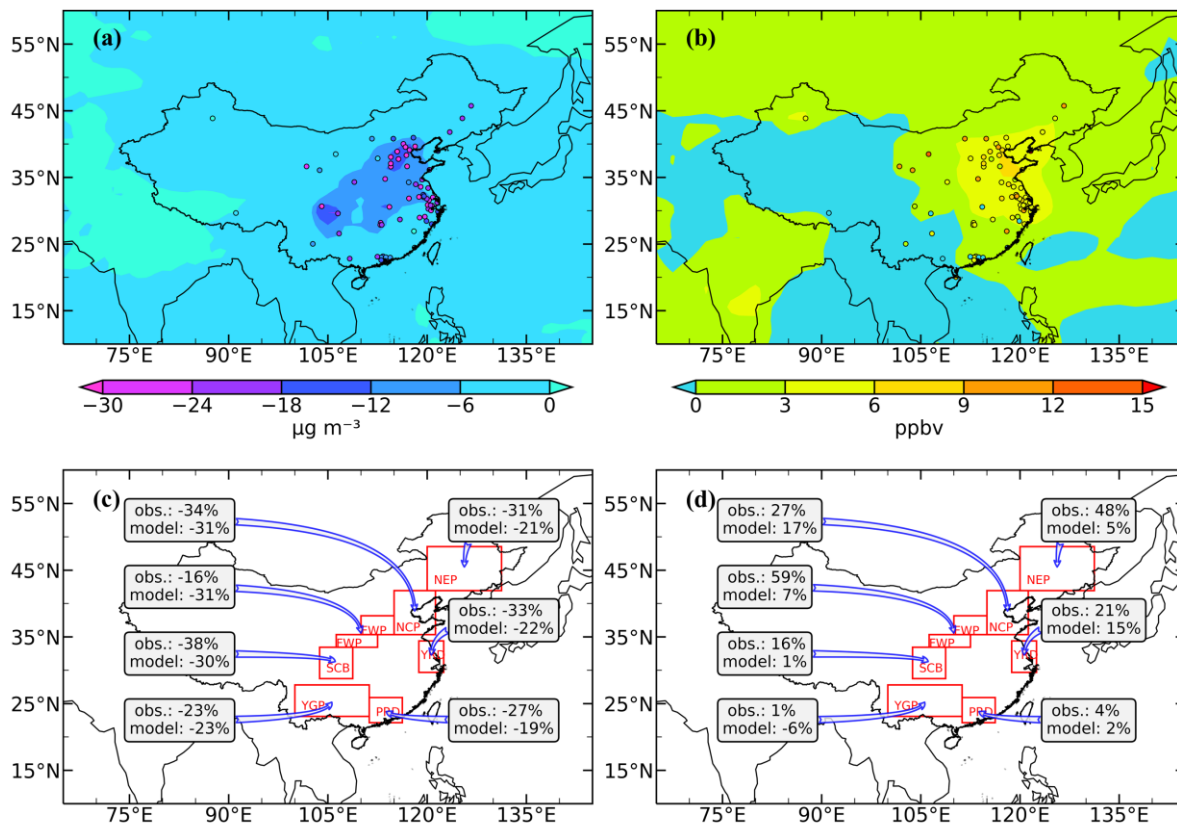 (a)
55°N
45°N
35°N
25°N
15°N
75°E 90°E 105°E 120°E 135°E
−30 −24 −18 −12 −6 0
µg m⁻³
(b)
55°N
45°N
35°N
25°N
15°N
75°E 90°E 105°E 120°E 135°E
0 3 6 9 12 15
ppbv
(c)
55°N
45°N
35°N
25°N
15°N
75°E 90°E 105°E 120°E 135°E
obs.: -34%
model: -31%
obs.: -31%
model: -21%
obs.: -16%
model: -31%
obs.: -33%
model: -22%
obs.: -38%
model: -30%
obs.: -23%
model: -23%
obs.: -27%
model: -19%
NEP
NCP
FWP
YRD
SCB
YGP
PRD
(d)
55°N
45°N
35°N
25°N
15°N
75°E 90°E 105°E 120°E 135°E
obs.: 27%
model: 17%
obs.: 48%
model: 5%
obs.: 59%
model: 7%
obs.: 21%
model: 15%
obs.: 16%
model: 1%
obs.: 1%
model: -6%
obs.: 4%
model: 2%
NEP
NCP
FWP
YRD
SCB
YGP
PRD